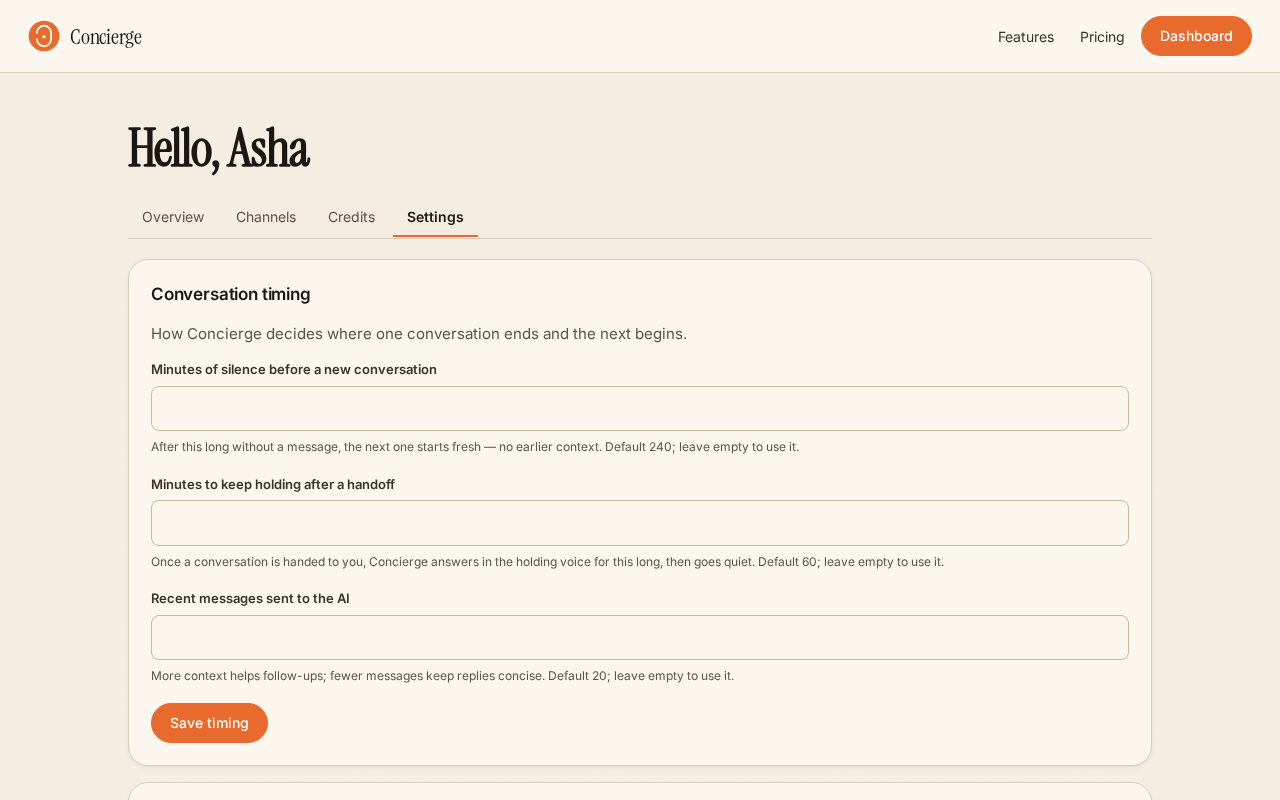 Concierge
Features
Pricing
Dashboard
Hello, Asha
Overview
Channels
Credits
Settings
Conversation timing
How Concierge decides where one conversation ends and the next begins.
Minutes of silence before a new conversation
After this long without a message, the next one starts fresh — no earlier context. Default 240; leave empty to use it.
Minutes to keep holding after a handoff
Once a conversation is handed to you, Concierge answers in the holding voice for this long, then goes quiet. Default 60; leave empty to use it.
Recent messages sent to the AI
More context helps follow-ups; fewer messages keep replies concise. Default 20; leave empty to use it.
Save timing